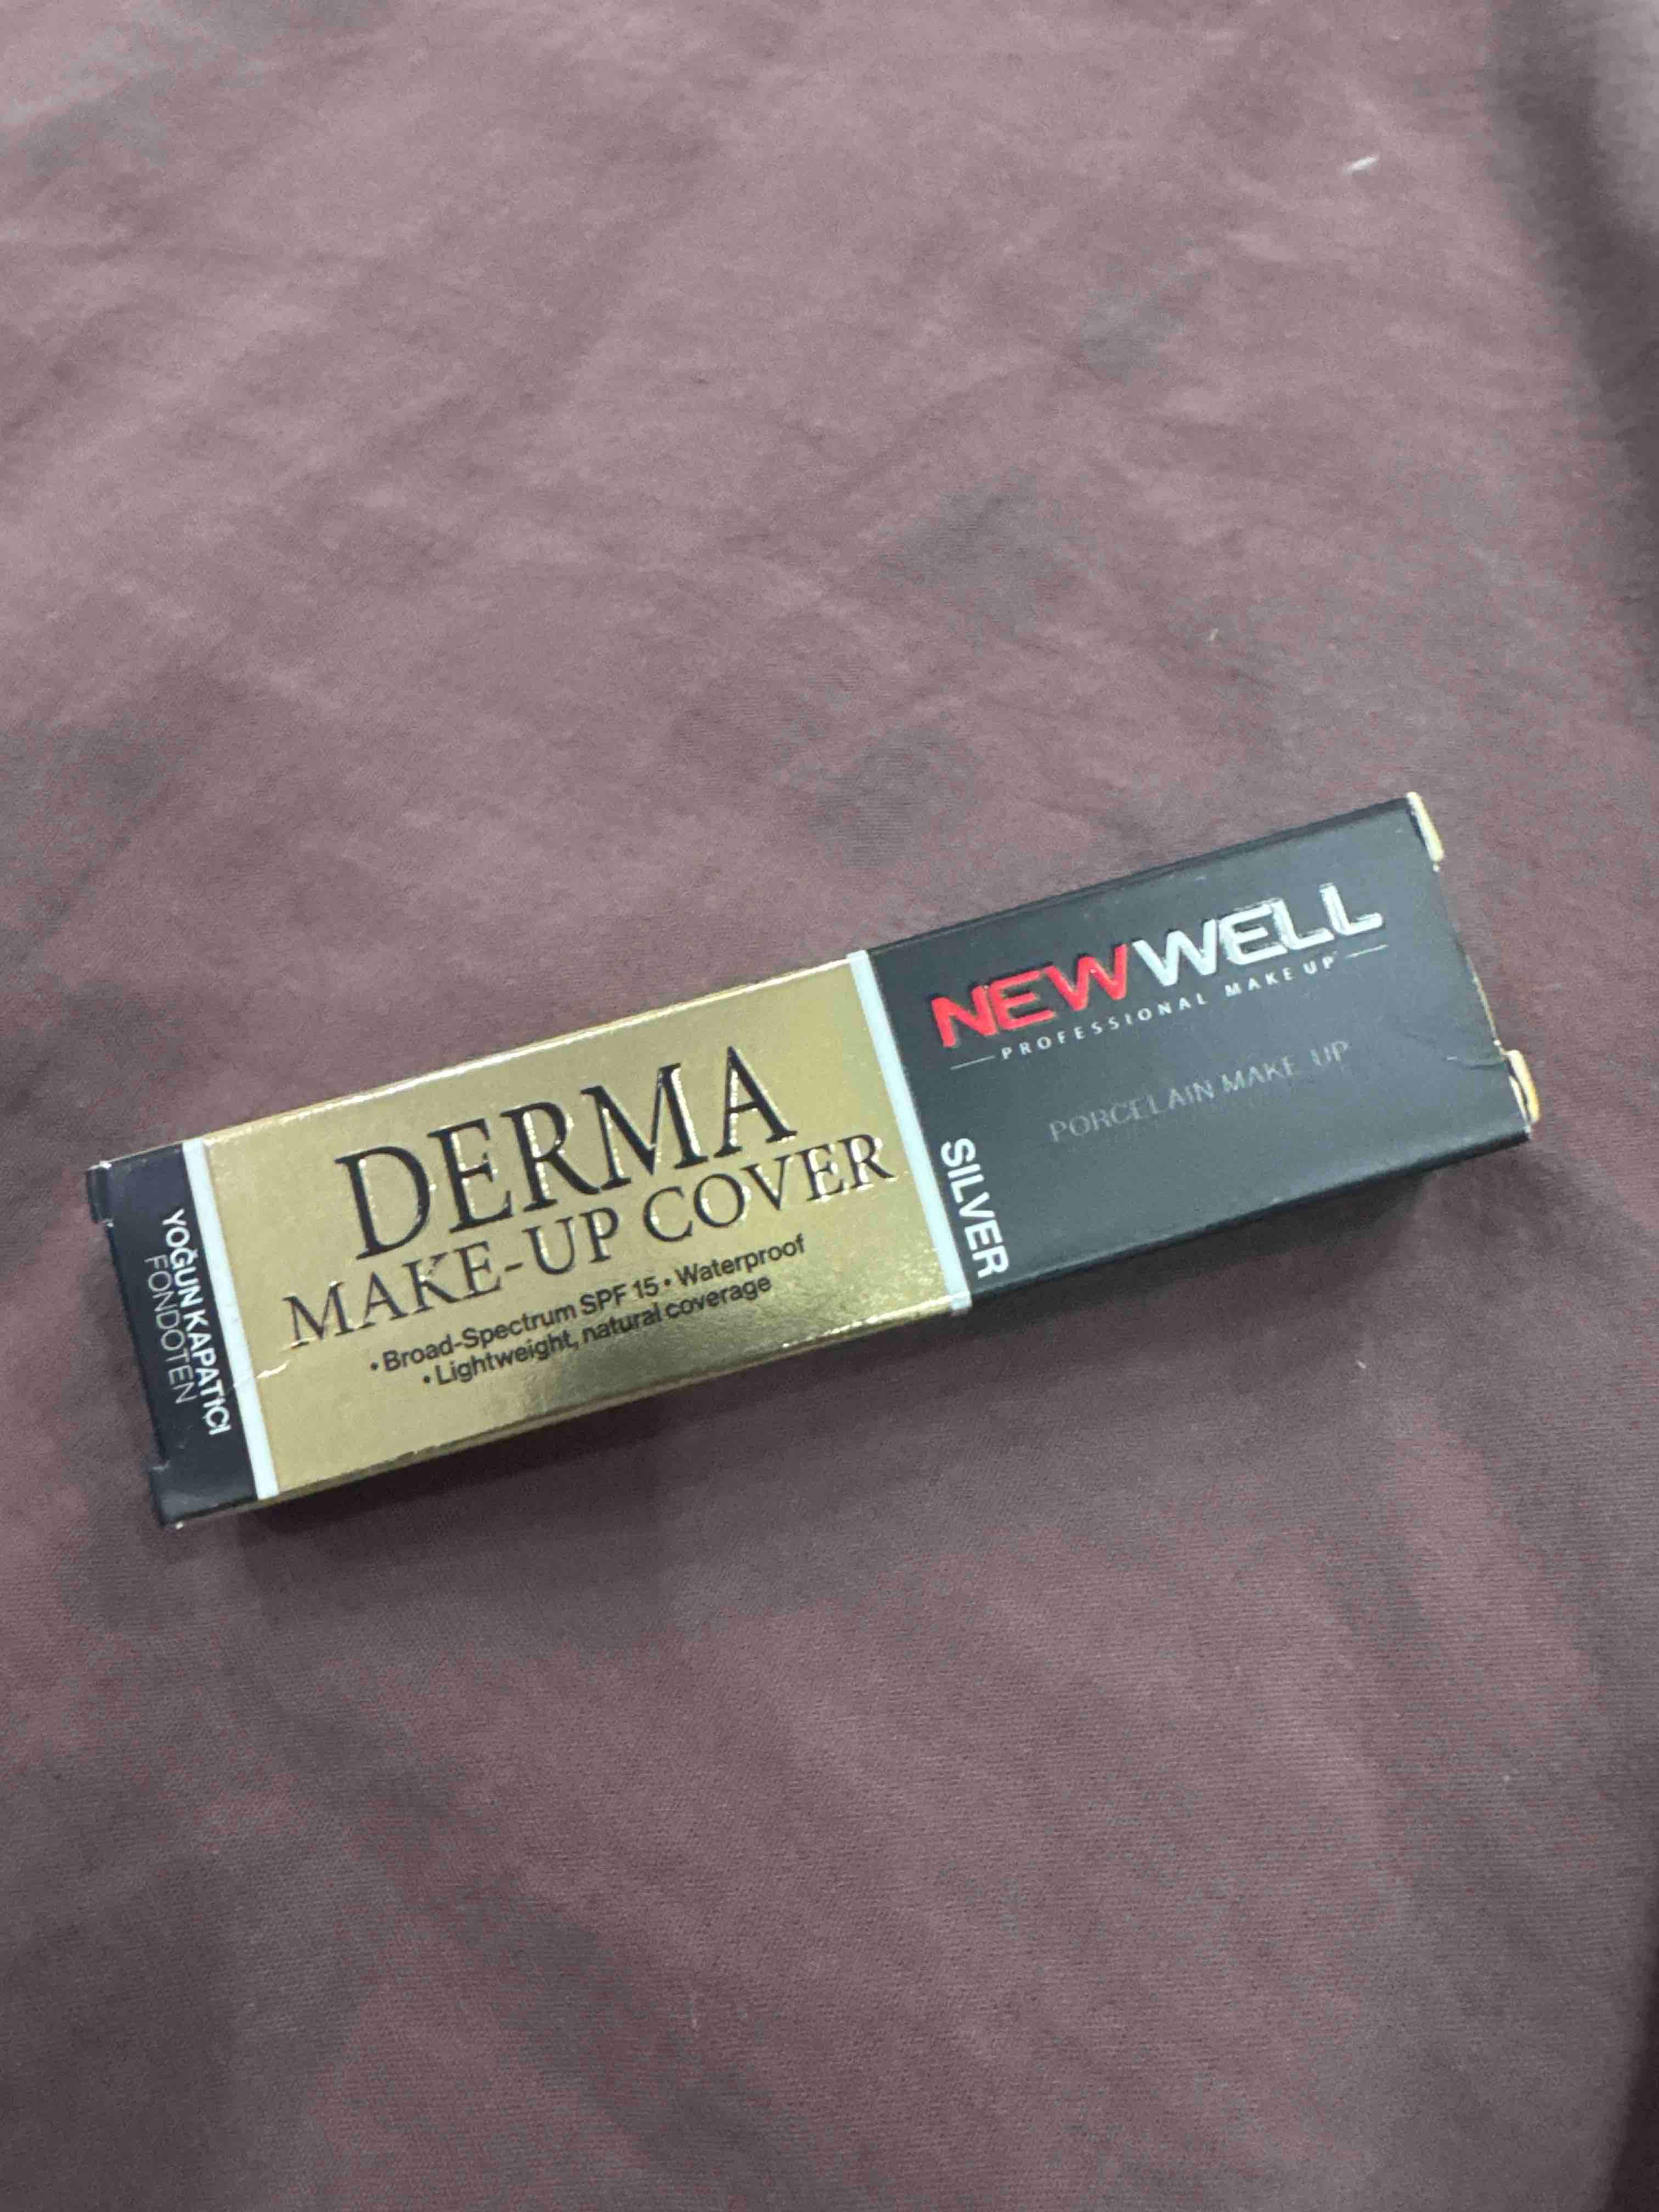 YOĞUN KAPATICI
FONDÖTEN
DERMA
MAKE-UP COVER
• Broad-Spectrum SPF 15 • Waterproof
• Lightweight, natural coverage
SILVER
NEWWELL
PROFESSIONAL MAKE UP
PORCELAIN MAKE UP